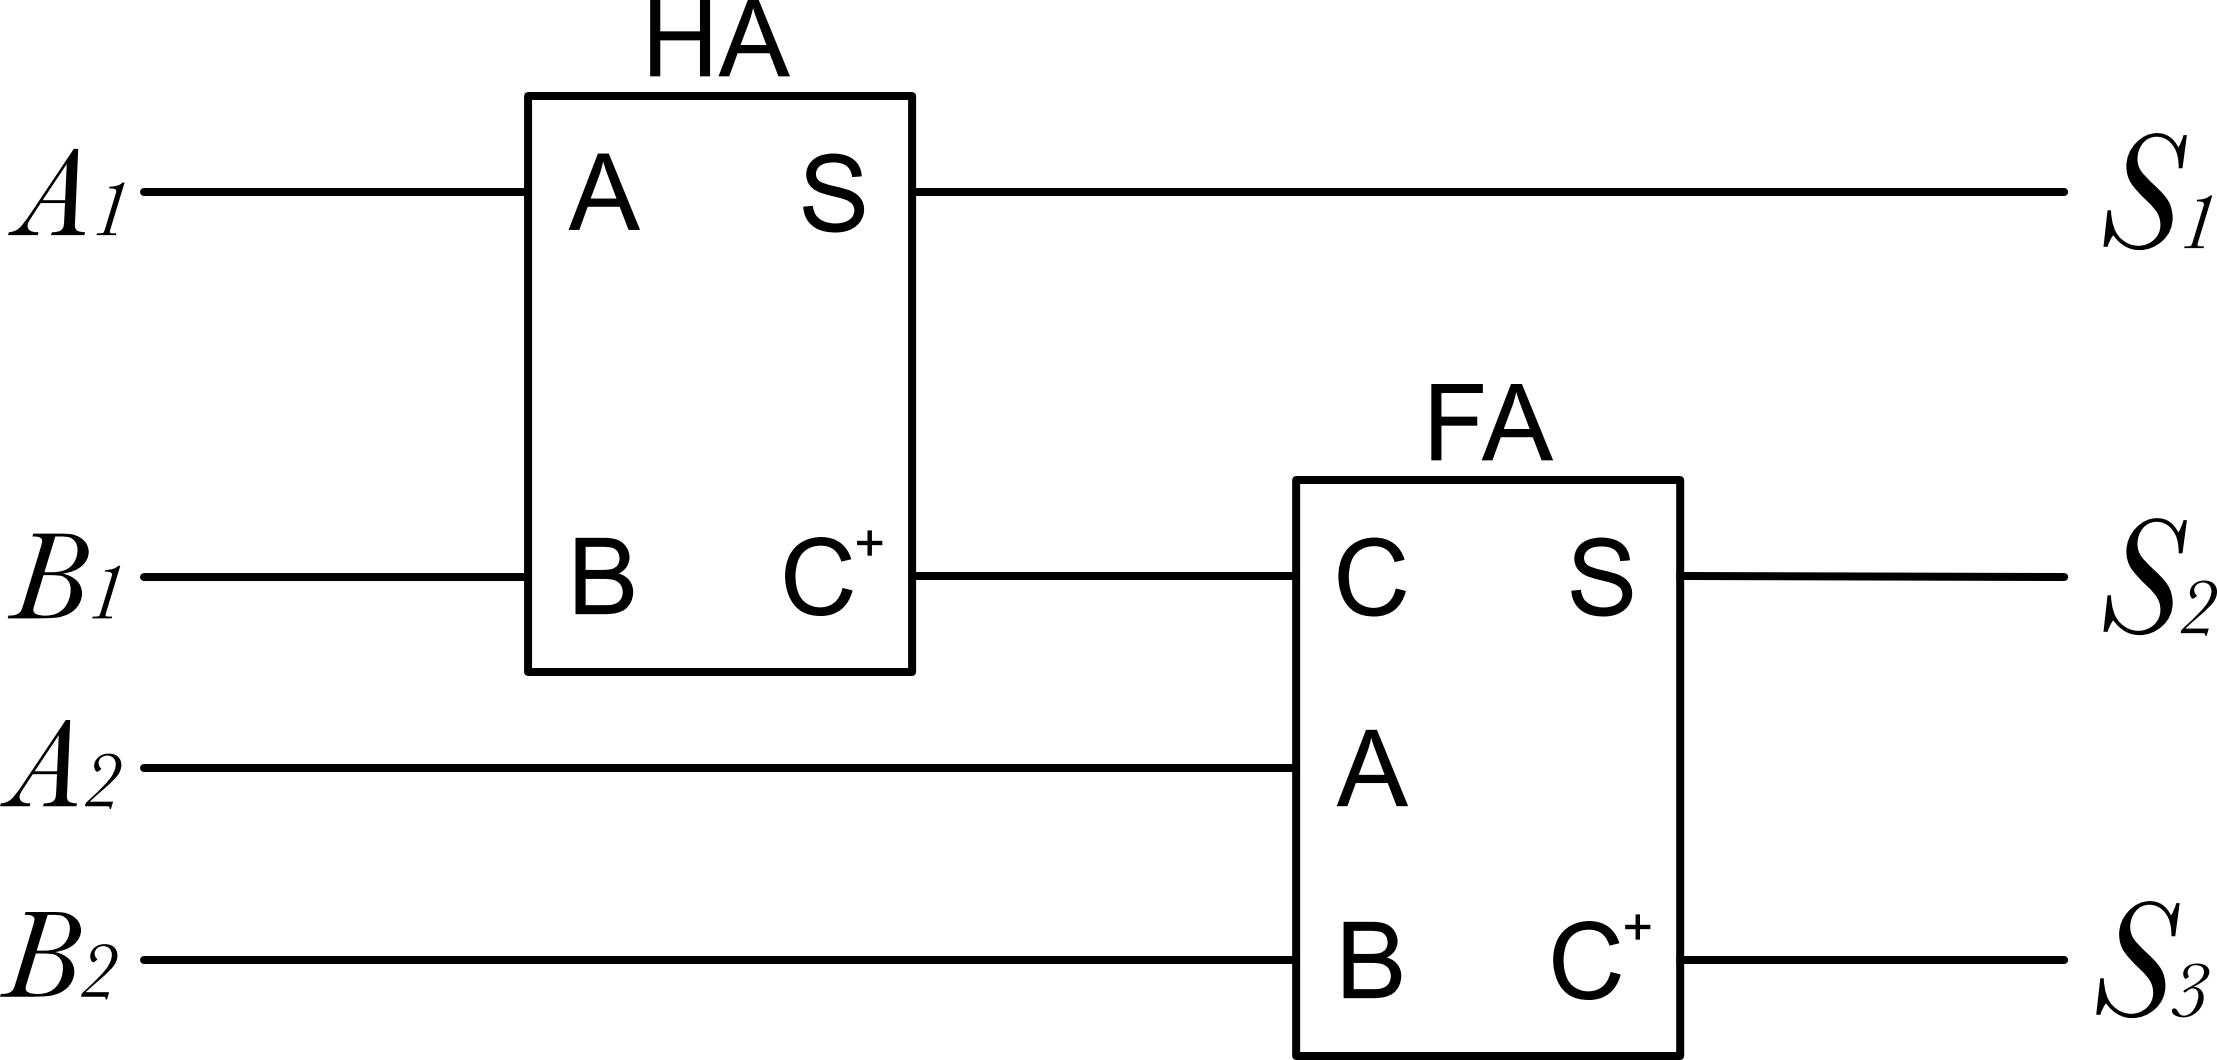 HA
A₁ A S S₁
FA
B₁ B C⁺ C S S₂
A₂ A
B₂ B C⁺ S₃